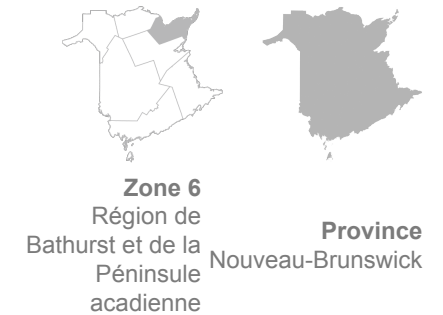 Zone 6
Région de
Bathurst et de la
Péninsule
acadienne
Province
Nouveau-Brunswick